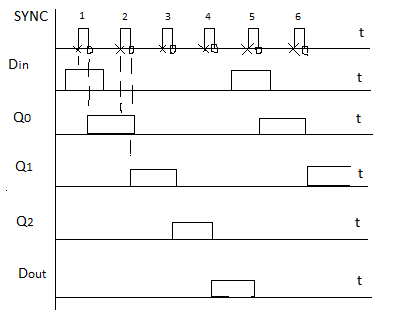 SYNC 1 2 3 4 5 6 t
Din t
Q0 t
Q1 t
Q2 t
Dout t